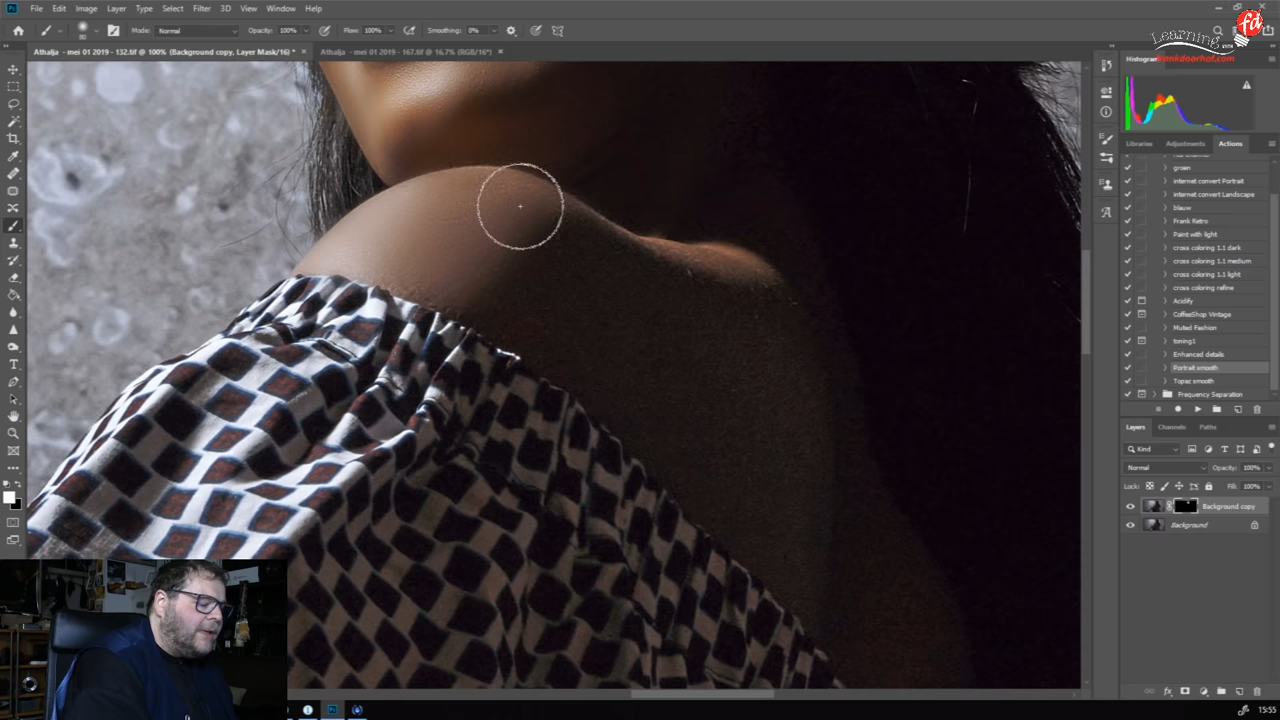 File Edit Image Layer Type Select Filter 3D View Window Help
Mode: Normal Opacity: 100% Flow: 100% Smoothing: 0%
Learning
fd
frankdoorhof.com
Athalja - mei 01 2019 - 132.tif @ 100% (Background copy, Layer Mask/16) *
Athalja - mei 01 2019 - 167.tif @ 16,7% (RGB/16*)
Histogram
Libraries Adjustments Actions
groen
internet convert Portrait
internet convert Landscape
blauw
Frank Retro
Paint with light
cross coloring 1.1 dark
cross coloring 1.1 medium
cross coloring 1.1 light
cross coloring refine
Acidify
CoffeeShop Vintage
Muted Fashion
toning1
Enhanced details
Portrait smooth
Topaz smooth
Frequency Separation
Layers Channels Paths
Kind
Normal Opacity: 100%
Lock: Fill: 100%
Background copy
Background
15:55